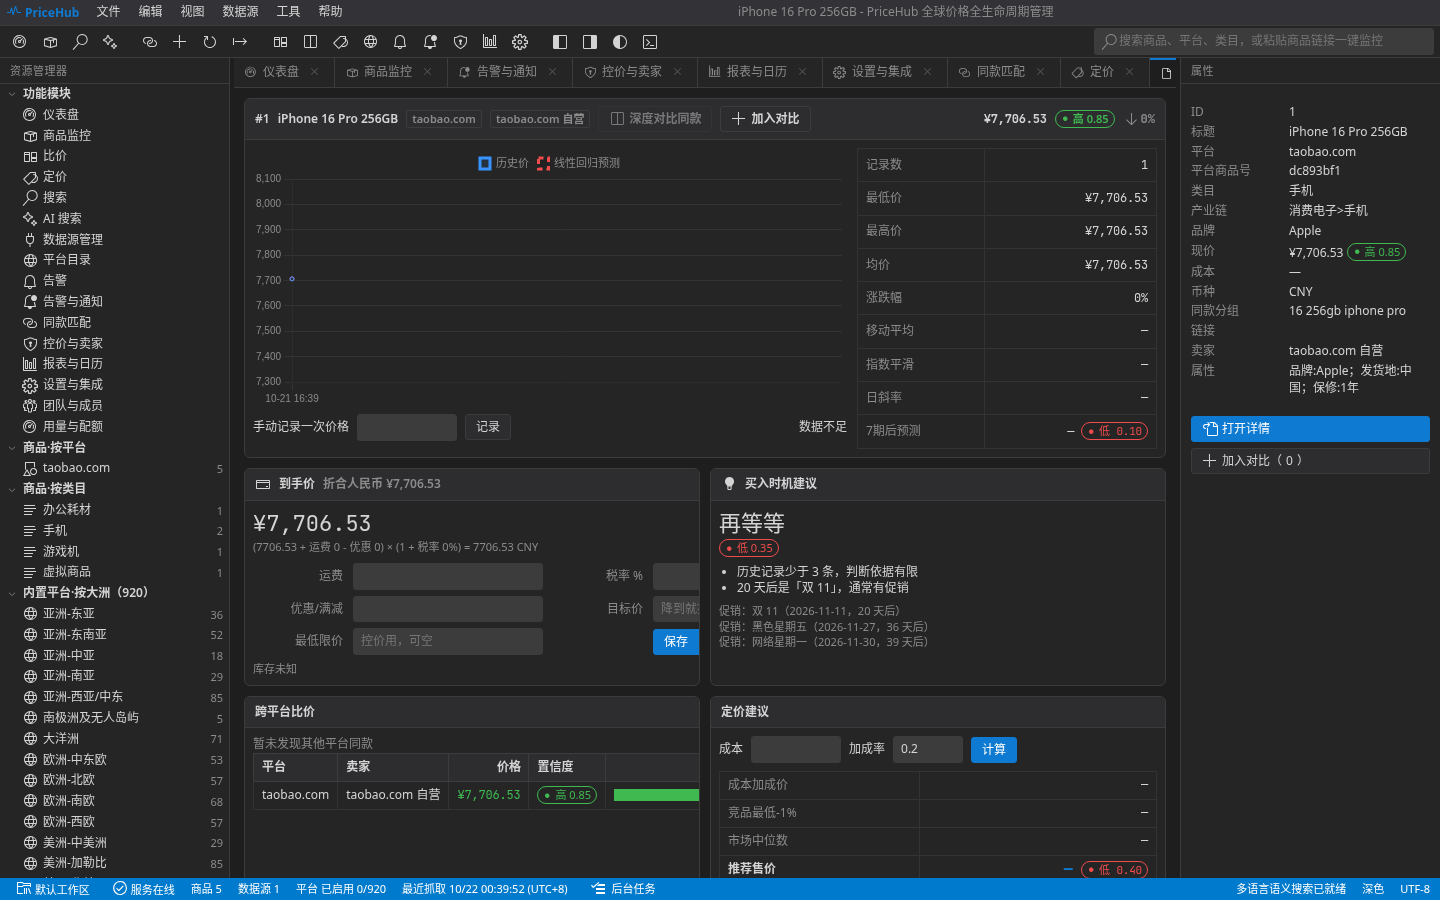 PriceHub 文件 编辑 视图 数据源 工具 帮助 iPhone 16 Pro 256GB - PriceHub 全球价格全生命周期管理
搜索商品、平台、类目，或粘贴商品链接一键监控
资源管理器
功能模块
仪表盘
商品监控
比价
定价
搜索
AI 搜索
数据源管理
平台目录
告警
告警与通知
同款匹配
控价与卖家
报表与日历
设置与集成
团队与成员
用量与配额
商品·按平台
taobao.com 5
商品·按类目
办公耗材 1
手机 2
游戏机 1
虚拟商品 1
内置平台·按大洲（920）
亚洲-东亚 36
亚洲-东南亚 52
亚洲-中亚 18
亚洲-南亚 29
亚洲-西亚/中东 85
南极洲及无人岛屿 5
大洋洲 71
欧洲-中东欧 53
欧洲-北欧 57
欧洲-南欧 68
欧洲-西欧 57
美洲-中美洲 29
美洲-加勒比 85
仪表盘 商品监控 告警与通知 控价与卖家 报表与日历 设置与集成 同款匹配 定价
#1 iPhone 16 Pro 256GB taobao.com taobao.com 自营 深度对比同款 加入对比 ¥7,706.53 高 0.85 0%
历史价 线性回归预测
8,100
8,000
7,900
7,800
7,700
7,600
7,500
7,400
7,300
10-21 16:39
手动记录一次价格 记录 数据不足
记录数 1
最低价 ¥7,706.53
最高价 ¥7,706.53
均价 ¥7,706.53
涨跌幅 0%
移动平均 —
指数平滑 —
日斜率 —
7期后预测 — 低 0.10
到手价 折合人民币 ¥7,706.53
¥7,706.53
(7706.53 + 运费 0 - 优惠 0) × (1 + 税率 0%) = 7706.53 CNY
运费 税率 %
优惠/满减 目标价 降到就
最低限价 控价用，可空 保存
库存未知
买入时机建议
再等等
低 0.35
历史记录少于 3 条，判断依据有限
20 天后是「双 11」，通常有促销
促销：双 11（2026-11-11，20 天后）
促销：黑色星期五（2026-11-27，36 天后）
促销：网络星期一（2026-11-30，39 天后）
跨平台比价
暂未发现其他平台同款
平台 卖家 价格 置信度
taobao.com taobao.com 自营 ¥7,706.53 高 0.85
定价建议
成本 加成率 0.2 计算
成本加成价 —
竞品最低-1% —
市场中位数 —
推荐售价 — 低 0.40
属性
ID 1
标题 iPhone 16 Pro 256GB
平台 taobao.com
平台商品号 dc893bf1
类目 手机
产业链 消费电子>手机
品牌 Apple
现价 ¥7,706.53 高 0.85
成本 —
币种 CNY
同款分组 16 256gb iphone pro
链接
卖家 taobao.com 自营
属性 品牌:Apple；发货地:中
国；保修:1年
打开详情
加入对比（ 0 ）
默认工作区 服务在线 商品 5 数据源 1 平台 已启用 0/920 最近抓取 10/22 00:39:52 (UTC+8) 后台任务 多语言语义搜索已就绪 深色 UTF-8